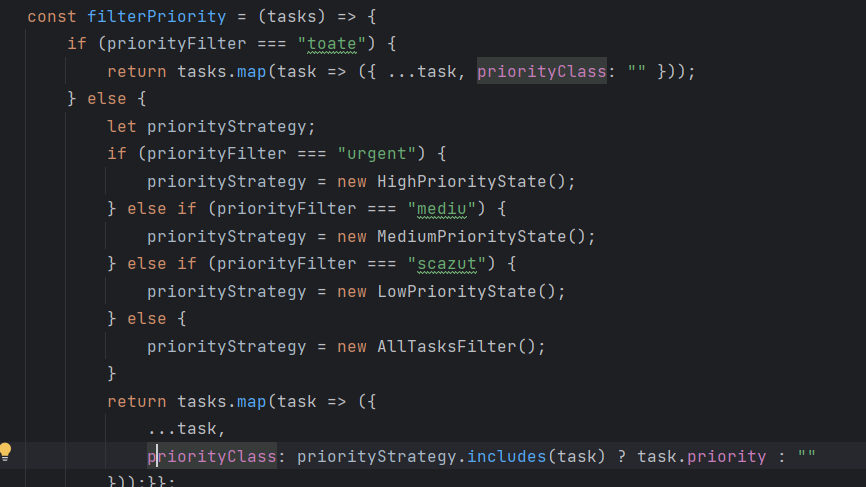 const filterPriority = (tasks) => {
    if (priorityFilter === "toate") {
        return tasks.map(task => ({ ...task, priorityClass: "" }));
    } else {
        let priorityStrategy;
        if (priorityFilter === "urgent") {
            priorityStrategy = new HighPriorityState();
        } else if (priorityFilter === "mediu") {
            priorityStrategy = new MediumPriorityState();
        } else if (priorityFilter === "scazut") {
            priorityStrategy = new LowPriorityState();
        } else {
            priorityStrategy = new AllTasksFilter();
        }
        return tasks.map(task => ({
            ...task,
            priorityClass: priorityStrategy.includes(task) ? task.priority : ""
        }));}};